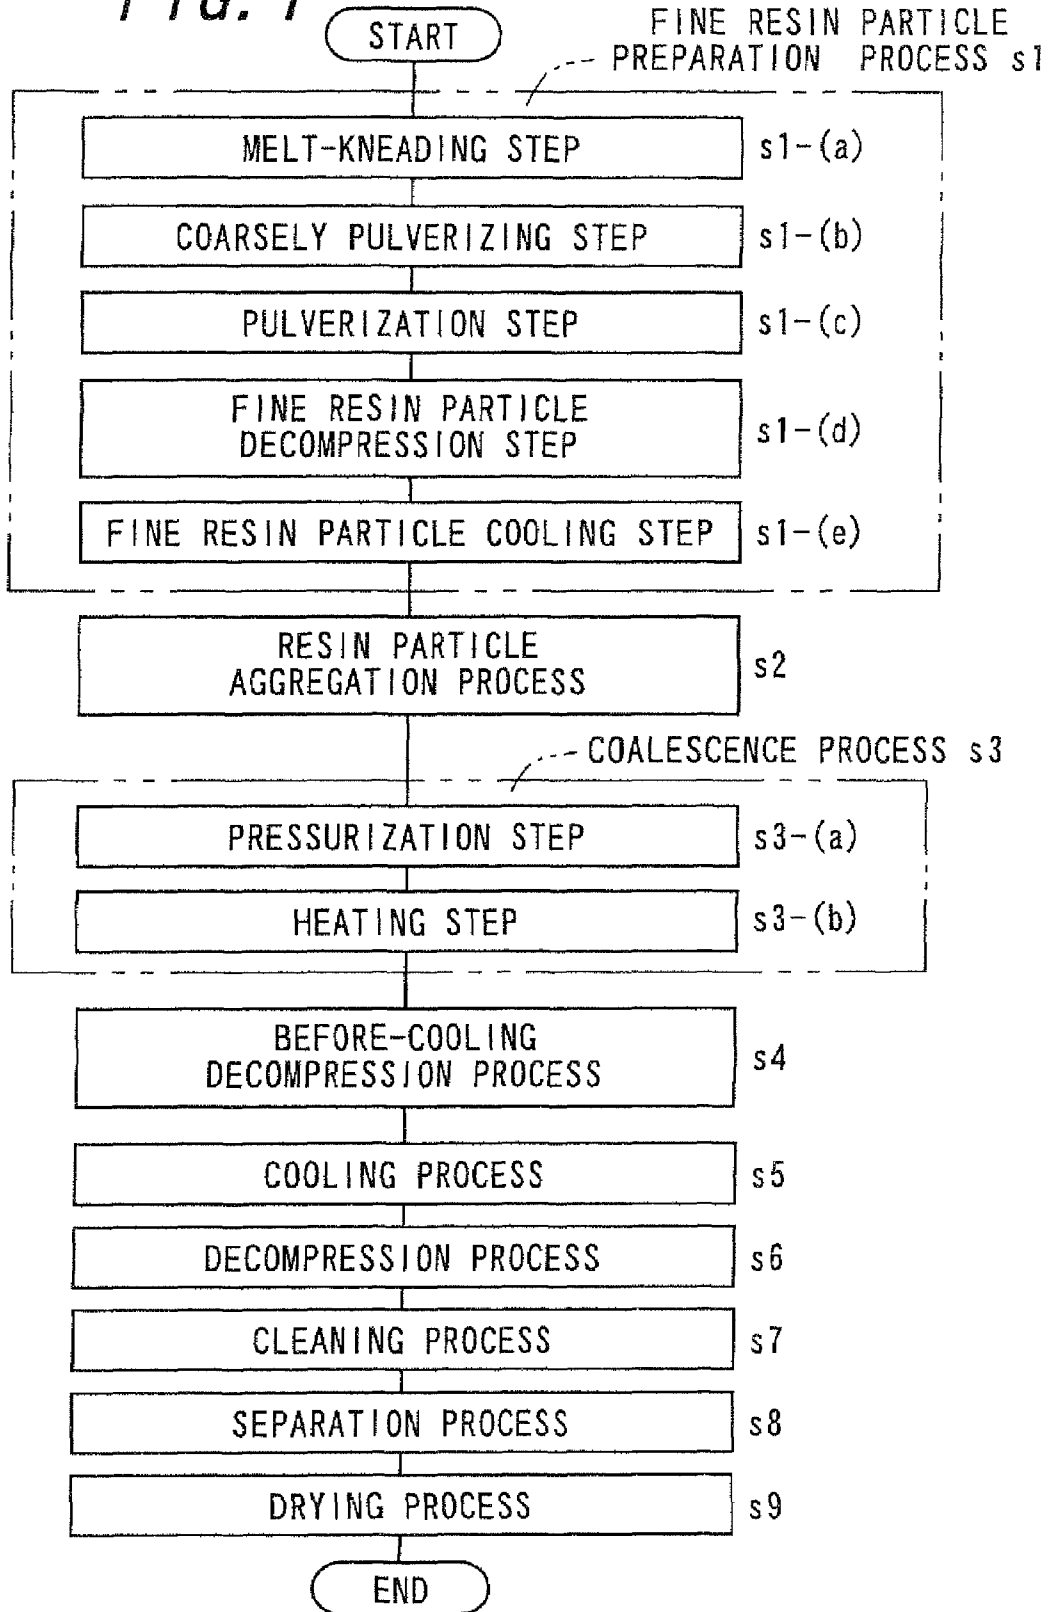 FIG. 1
START
FINE RESIN PARTICLE
PREPARATION PROCESS s1
MELT-KNEADING STEP s1-(a)
COARSELY PULVERIZING STEP s1-(b)
PULVERIZATION STEP s1-(c)
FINE RESIN PARTICLE
DECOMPRESSION STEP s1-(d)
FINE RESIN PARTICLE COOLING STEP s1-(e)
RESIN PARTICLE
AGGREGATION PROCESS s2
COALESCENCE PROCESS s3
PRESSURIZATION STEP s3-(a)
HEATING STEP s3-(b)
BEFORE-COOLING
DECOMPRESSION PROCESS s4
COOLING PROCESS s5
DECOMPRESSION PROCESS s6
CLEANING PROCESS s7
SEPARATION PROCESS s8
DRYING PROCESS s9
END